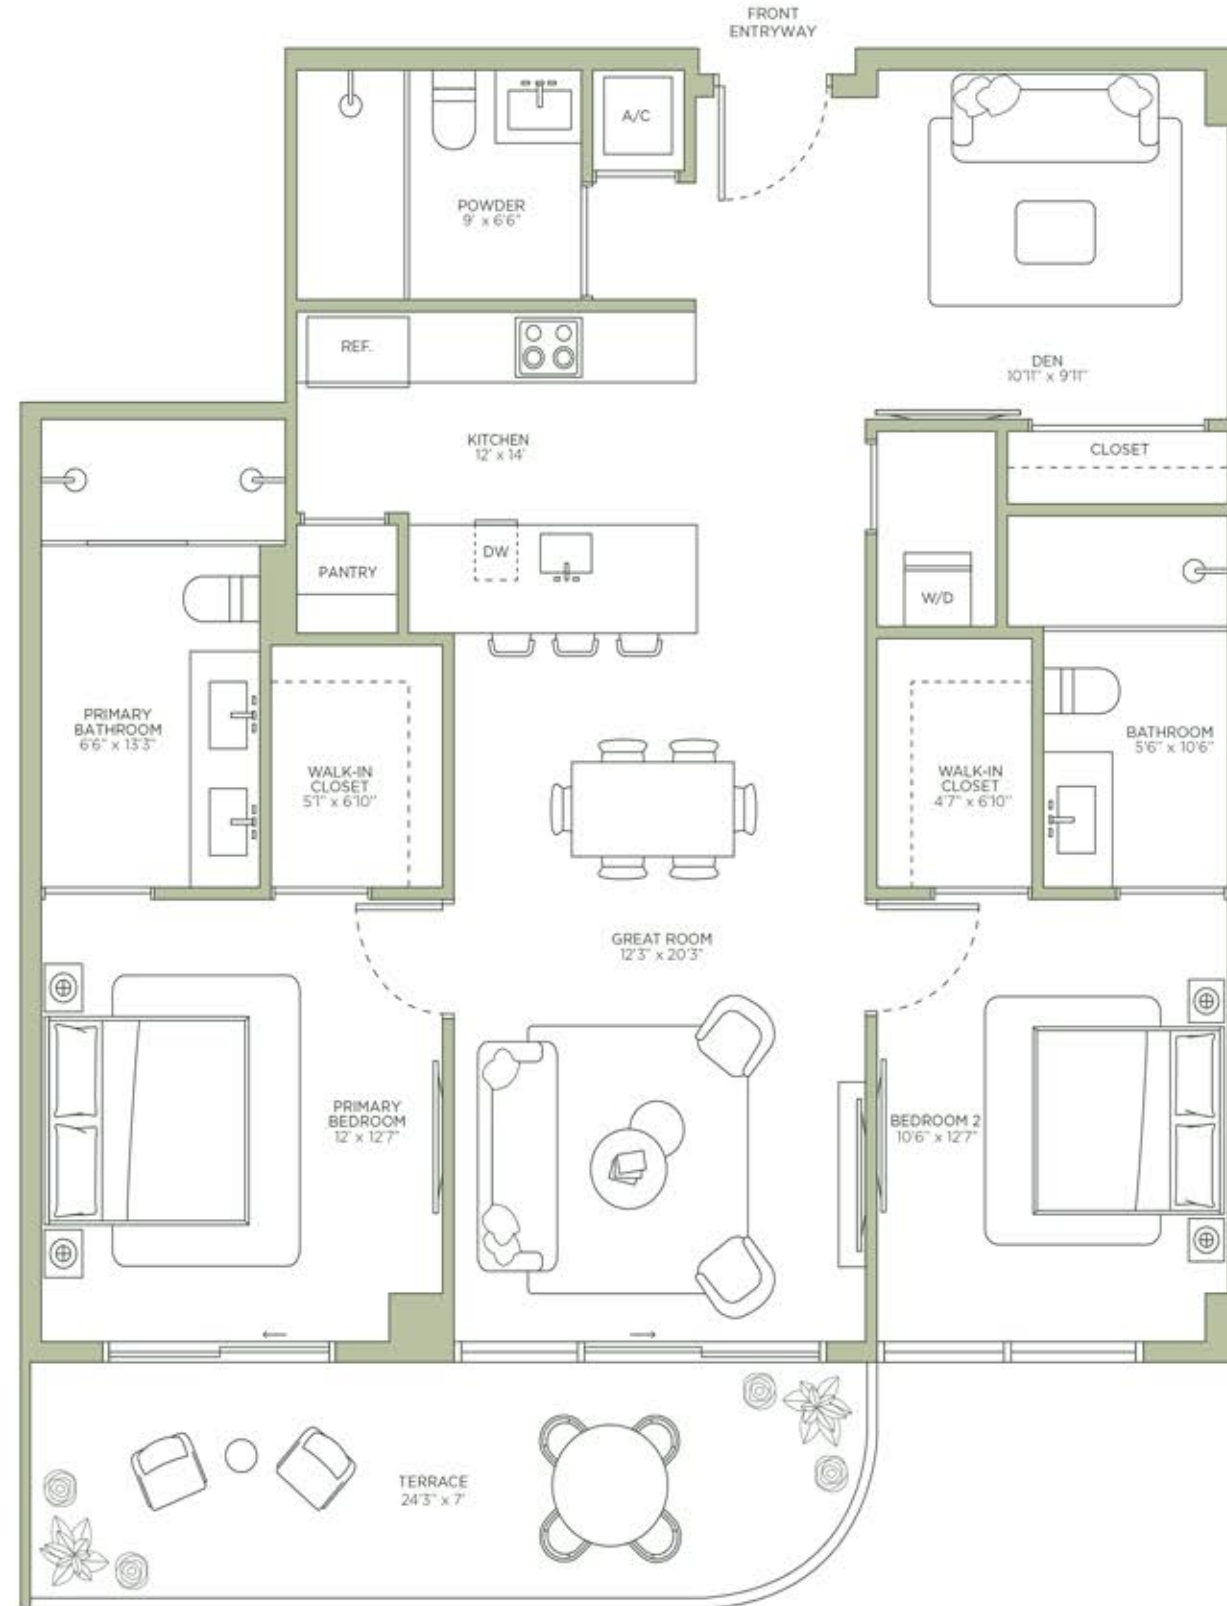 FRONT
ENTRYWAY
A/C
POWDER
9' x 6'6"
REF.
DEN
10'11" x 9'11"
KITCHEN
12' x 14'
CLOSET
DW
PANTRY
W/D
PRIMARY
BATHROOM
6'6" x 13'3"
BATHROOM
5'6" x 10'6"
WALK-IN
CLOSET
5'1" x 6'10"
WALK-IN
CLOSET
4'7" x 6'10"
GREAT ROOM
12'3" x 20'3"
PRIMARY
BEDROOM
12' x 12'7"
BEDROOM 2
10'6" x 12'7"
TERRACE
24'3" x 7'